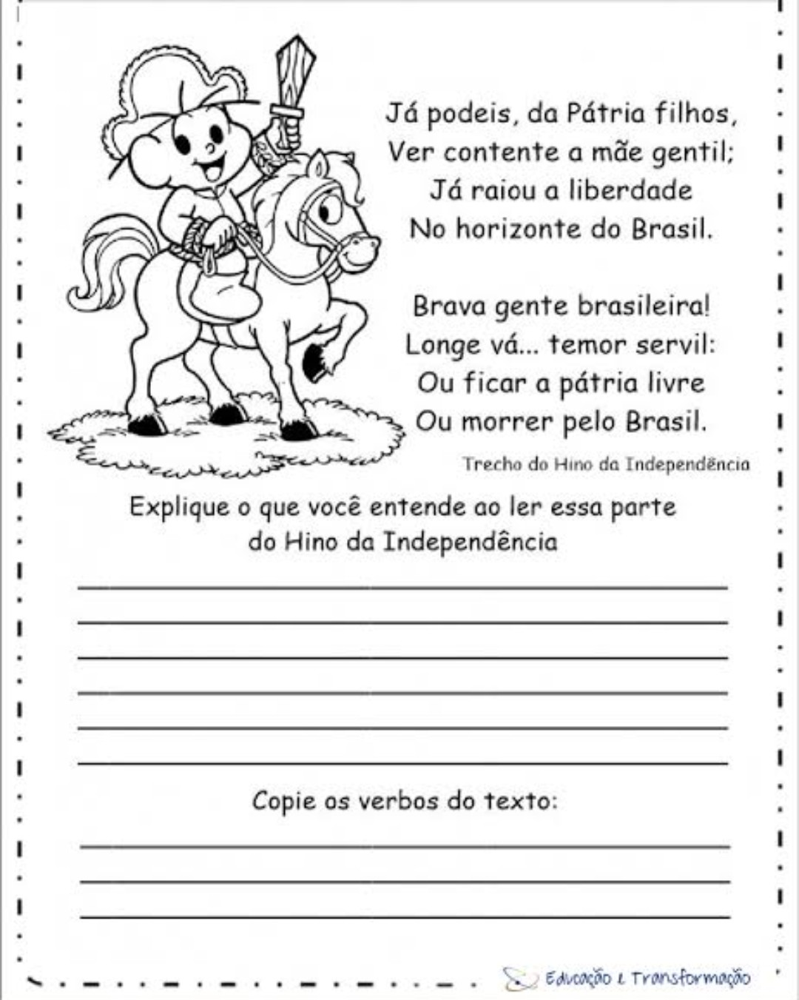 Já podeis, da Pátria filhos,
Ver contente a mãe gentil;
Já raiou a liberdade
No horizonte do Brasil.
Brava gente brasileira!
Longe vá... temor servil:
Ou ficar a pátria livre
Ou morrer pelo Brasil.
Trecho do Hino da Independência
Explique o que você entende ao ler essa parte
do Hino da Independência
Copie os verbos do texto:
Educação e Transformação